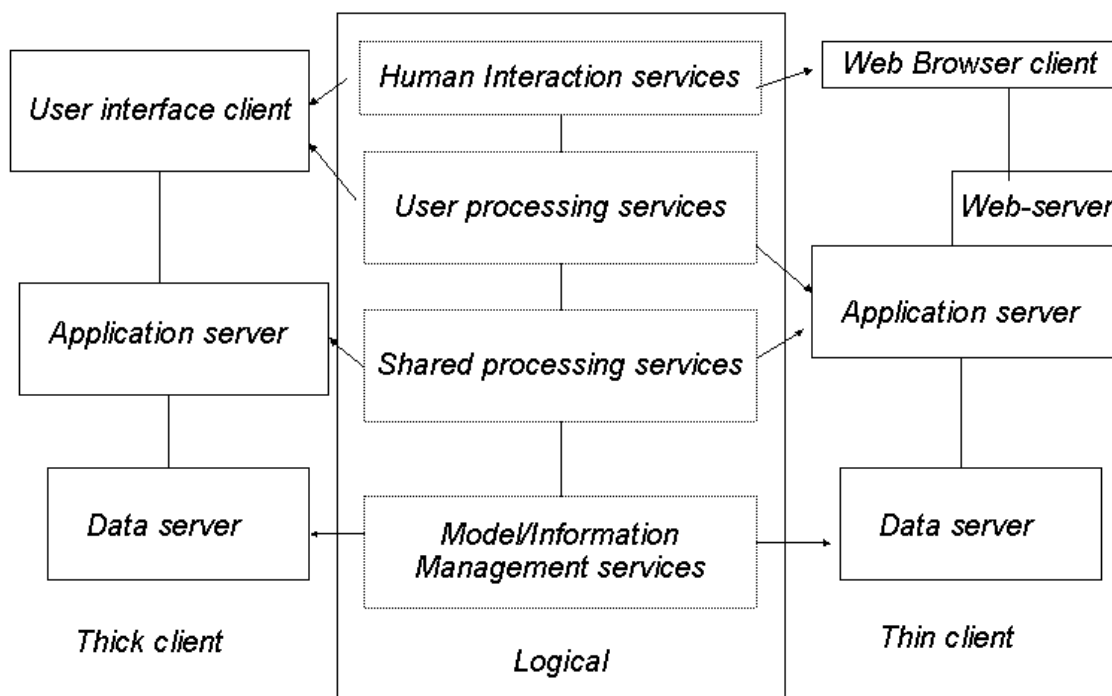 Human Interaction services
Web Browser client
User interface client
User processing services
Web-server
Application server
Application server
Shared processing services
Data server
Model/Information
Management services
Data server
Thick client
Logical
Thin client